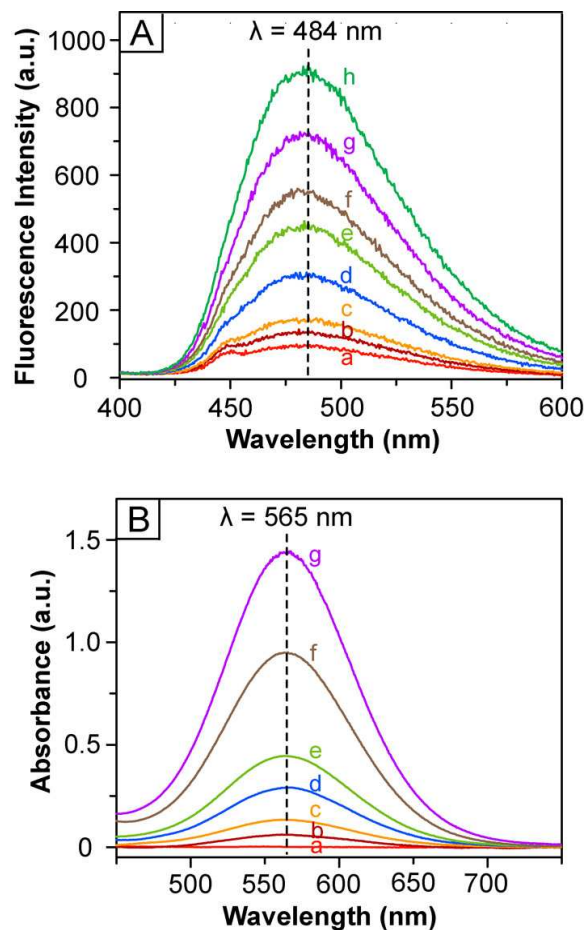 A
λ = 484 nm
1000
800
600
400
200
0
Fluorescence Intensity (a.u.)
h
g
f
e
d
c
b
a
400
450
500
550
600
Wavelength (nm)
B
λ = 565 nm
1.5
1.0
0.5
0
Absorbance (a.u.)
g
f
e
d
c
b
a
500
550
600
650
700
Wavelength (nm)